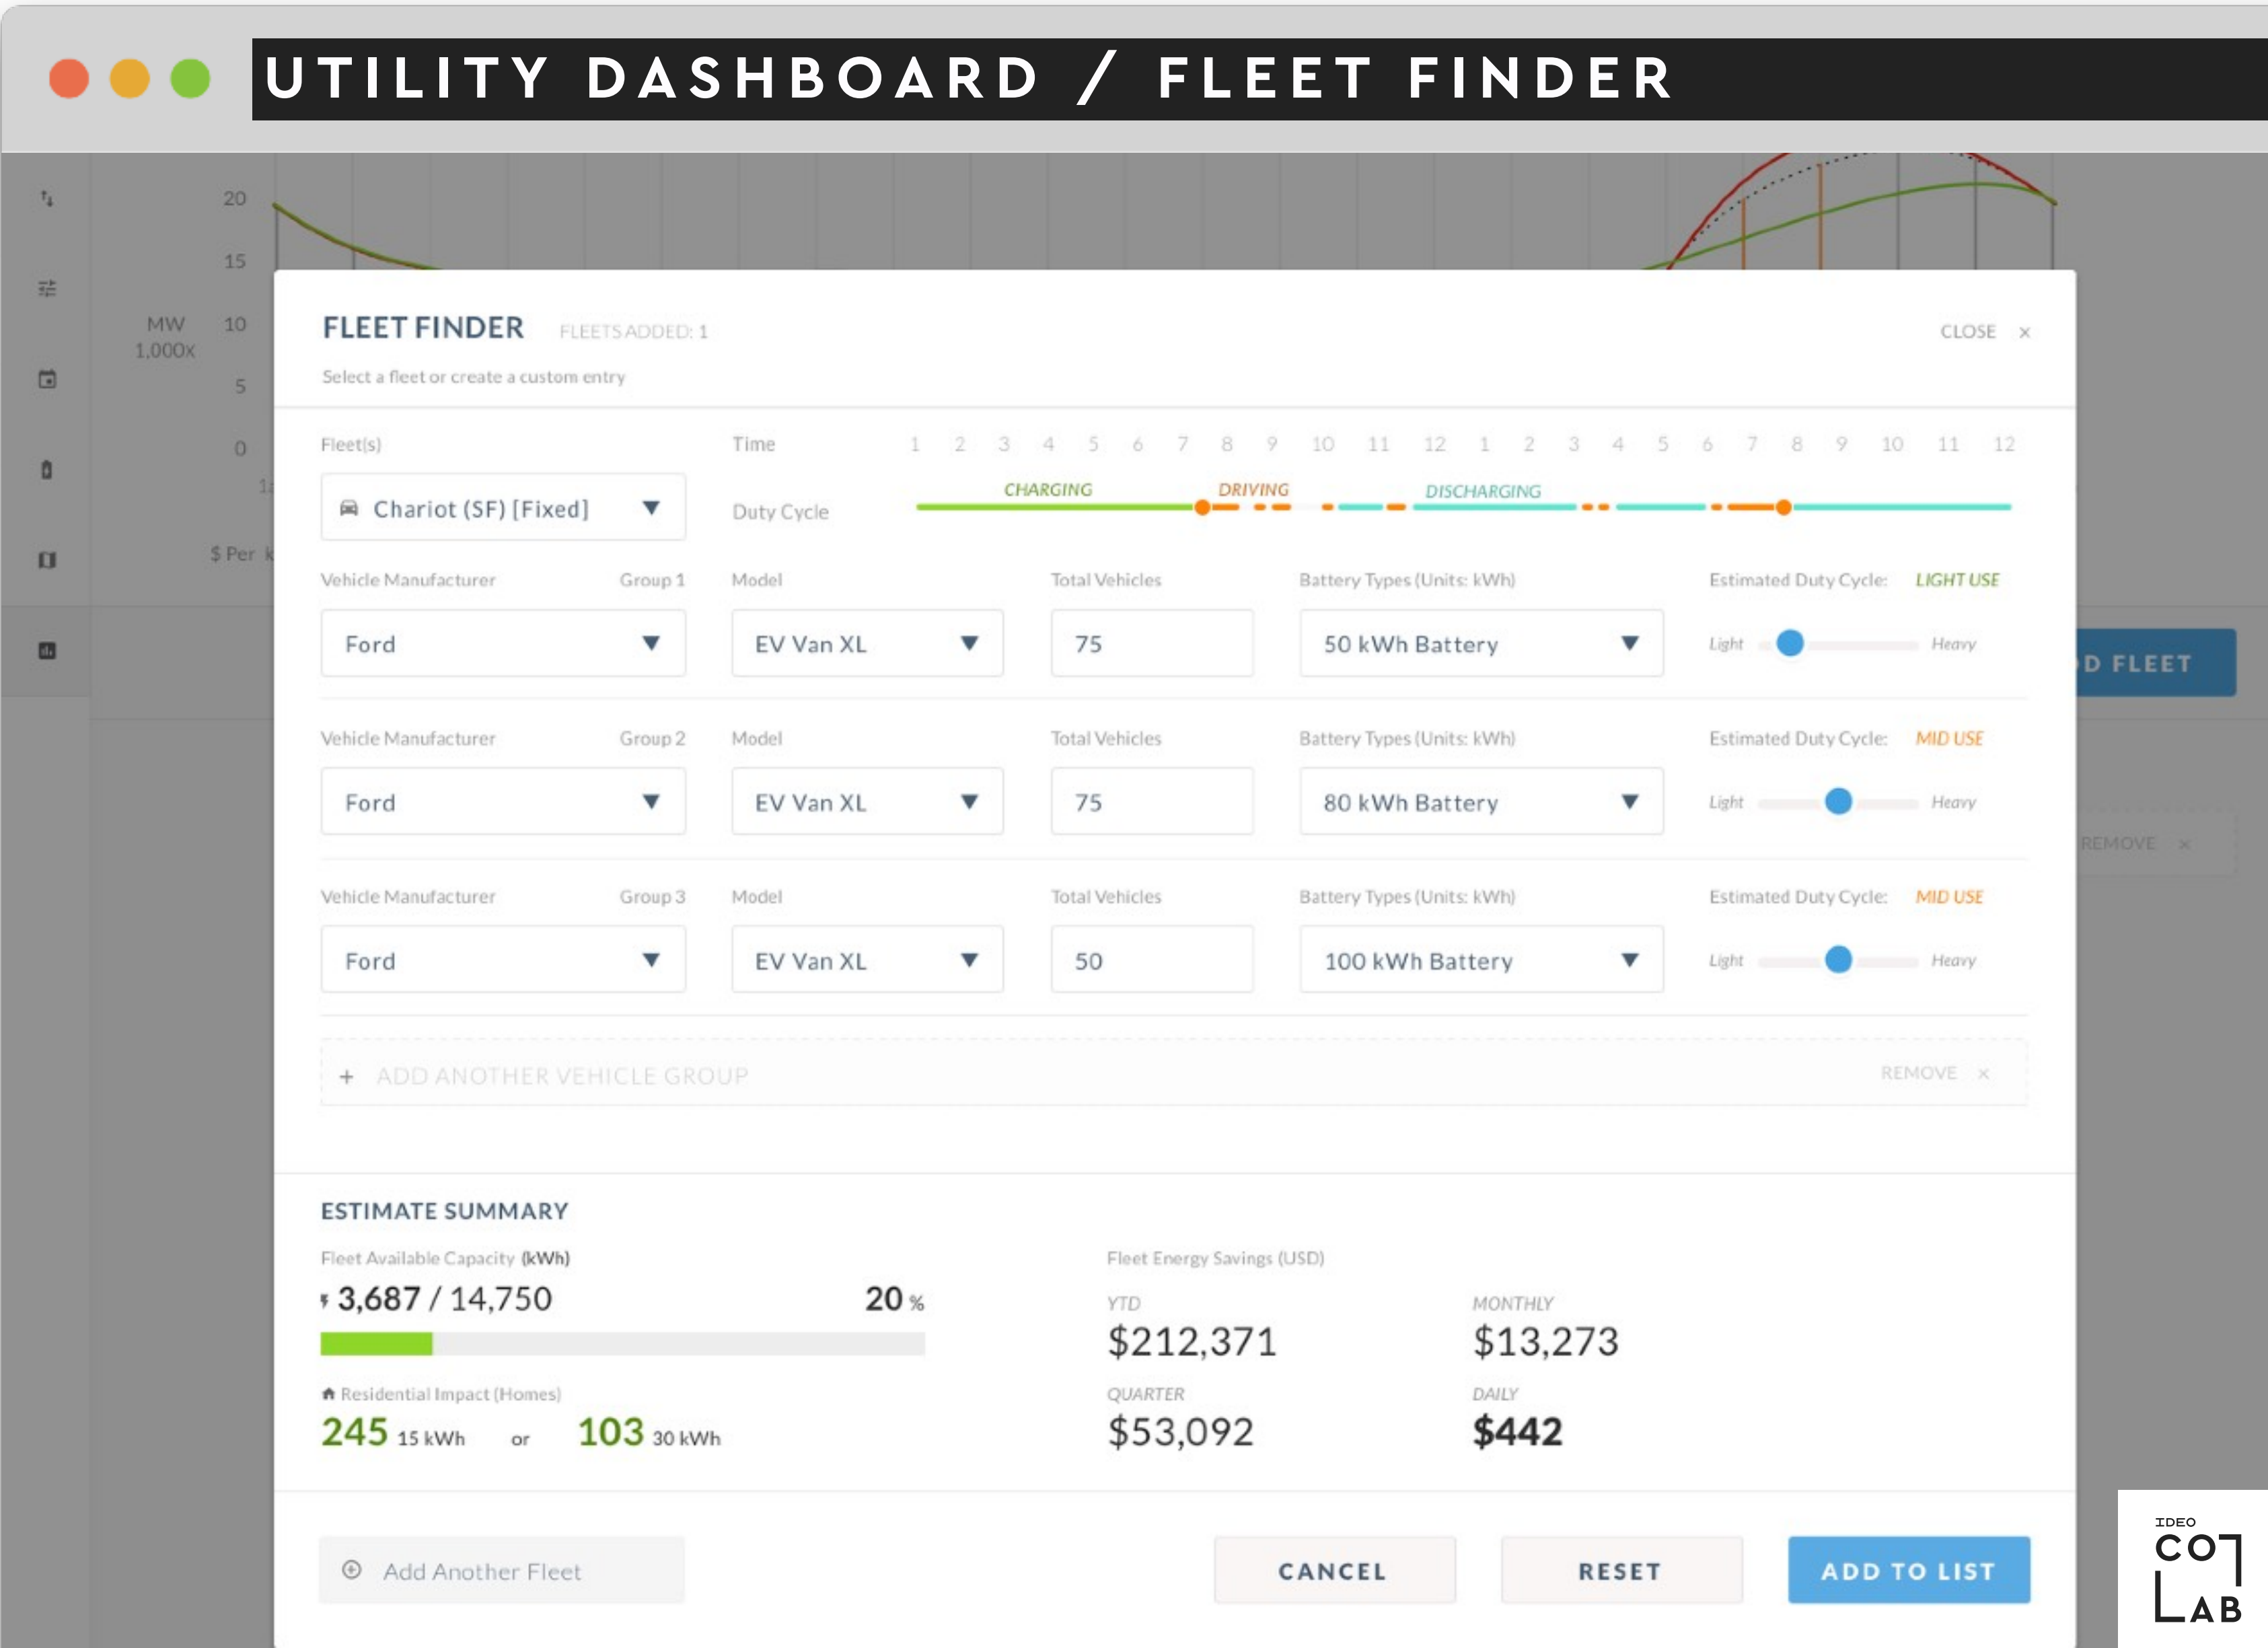 UTILITY DASHBOARD / FLEET FINDER
20
15
MW 10
1,000x
5
0
$ Per
FLEET FINDER FLEETS ADDED: 1 CLOSE ×
Select a fleet or create a custom entry
Fleet(s) Time 1 2 3 4 5 6 7 8 9 10 11 12 1 2 3 4 5 6 7 8 9 10 11 12
CHARGING DRIVING DISCHARGING
Chariot (SF) [Fixed] Duty Cycle
Vehicle Manufacturer Group 1 Model Total Vehicles Battery Types (Units: kWh) Estimated Duty Cycle: LIGHT USE
Ford EV Van XL 75 50 kWh Battery Light Heavy
D FLEET
Vehicle Manufacturer Group 2 Model Total Vehicles Battery Types (Units: kWh) Estimated Duty Cycle: MID USE
Ford EV Van XL 75 80 kWh Battery Light Heavy
REMOVE ×
Vehicle Manufacturer Group 3 Model Total Vehicles Battery Types (Units: kWh) Estimated Duty Cycle: MID USE
Ford EV Van XL 50 100 kWh Battery Light Heavy
+ ADD ANOTHER VEHICLE GROUP REMOVE ×
ESTIMATE SUMMARY
Fleet Available Capacity (kWh) Fleet Energy Savings (USD)
3,687 / 14,750 20 %
YTD MONTHLY
$212,371 $13,273
Residential Impact (Homes) QUARTER DAILY
245 15 kWh or 103 30 kWh $53,092 $442
Add Another Fleet CANCEL RESET ADD TO LIST
IDEO
CO
LAB